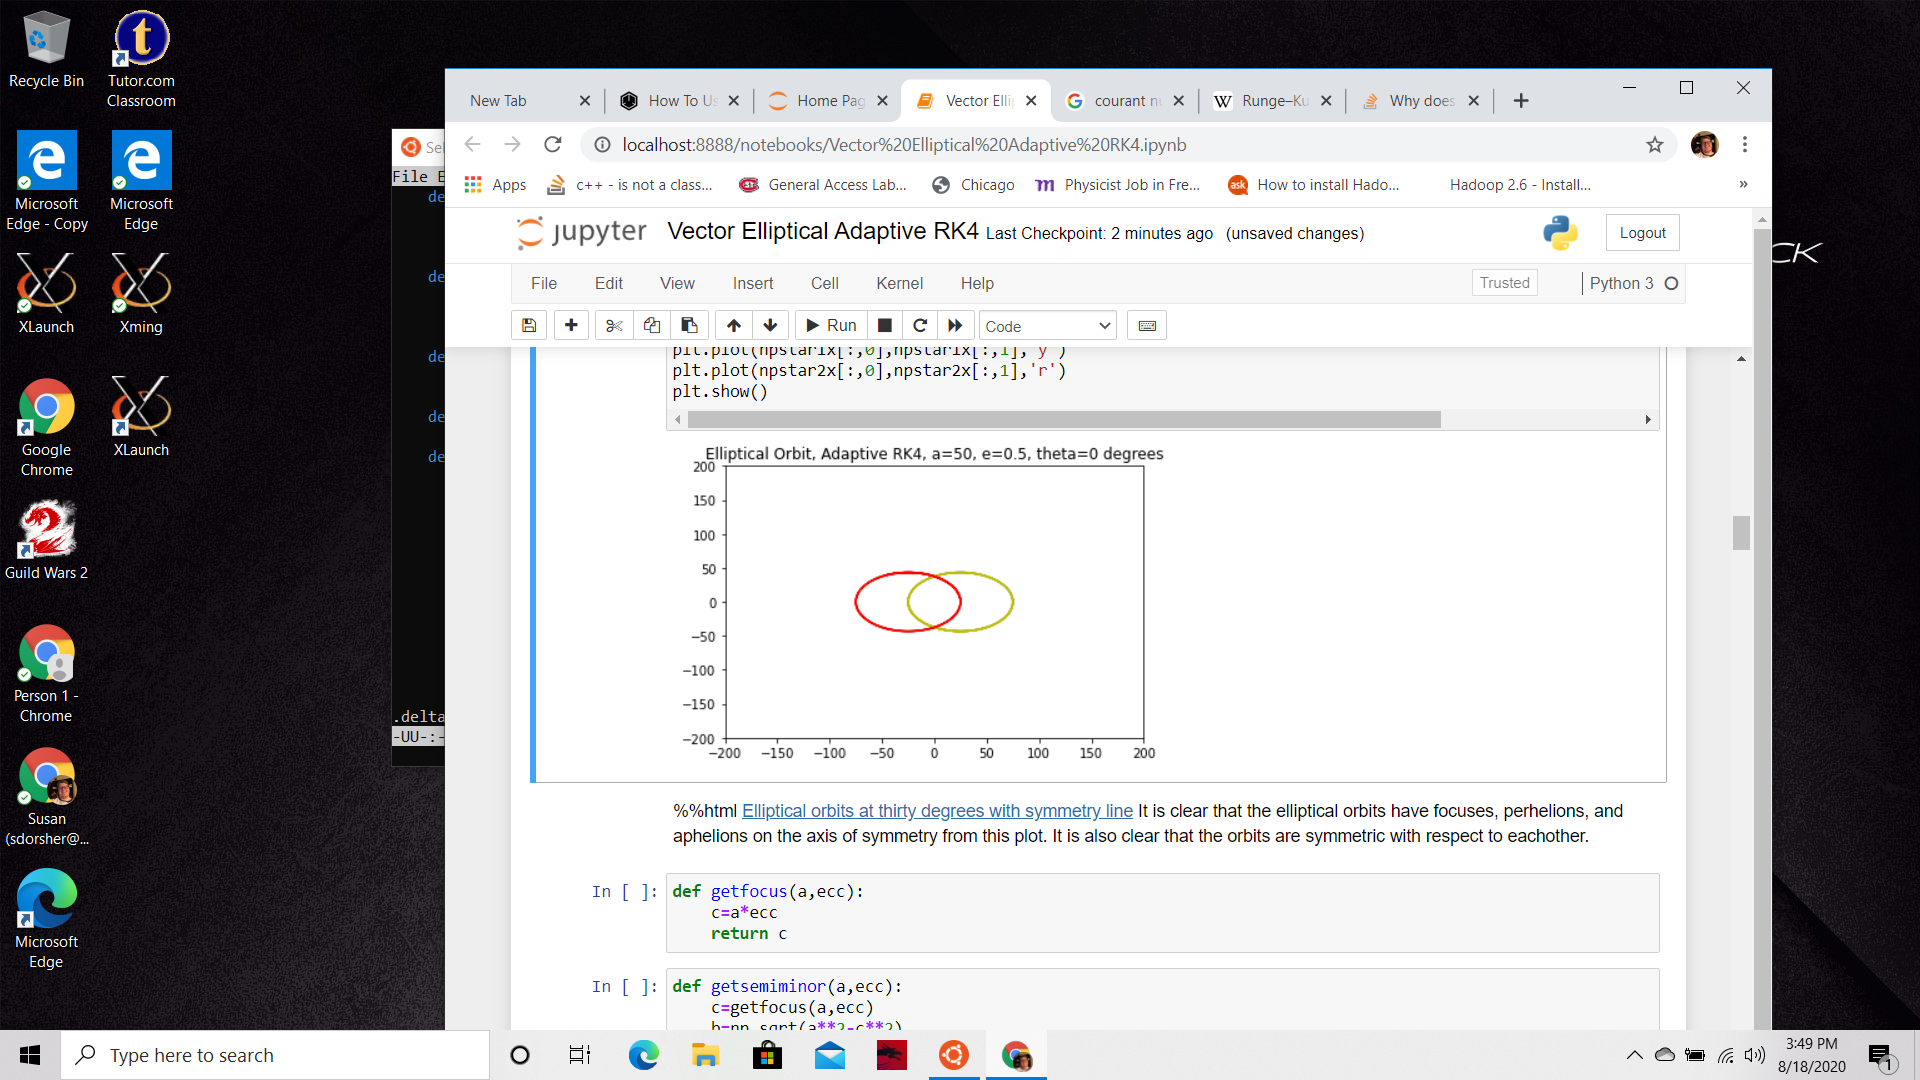 Recycle Bin
Tutor.com Classroom
Microsoft Edge - Copy
Microsoft Edge
XLaunch
Xming
Google Chrome
XLaunch
Guild Wars 2
Person 1 - Chrome
Susan (sdorsher@...
Microsoft Edge
Sel
File E
de
de
de
de
de
.delta
-UU-:-
CK
New Tab
How To Us
Home Pag
Vector Elli
courant nu
Runge–Ku
Why does
localhost:8888/notebooks/Vector%20Elliptical%20Adaptive%20RK4.ipynb
Apps
c++ - is not a class...
General Access Lab...
Chicago
Physicist Job in Fre...
ask
How to install Hado...
Hadoop 2.6 - Install...
»
jupyter
Vector Elliptical Adaptive RK4 Last Checkpoint: 2 minutes ago (unsaved changes)
Logout
File Edit View Insert Cell Kernel Help
Trusted
Python 3
Run
Code
plt.plot(npstar1x[:,0],npstar1x[:,1],'y')
plt.plot(npstar2x[:,0],npstar2x[:,1],'r')
plt.show()
Elliptical Orbit, Adaptive RK4, a=50, e=0.5, theta=0 degrees
200
150
100
50
0
−50
−100
−150
−200
−200 −150 −100 −50 0 50 100 150 200
%%html Elliptical orbits at thirty degrees with symmetry line It is clear that the elliptical orbits have focuses, perhelions, and
aphelions on the axis of symmetry from this plot. It is also clear that the orbits are symmetric with respect to eachother.
In [ ]: def getfocus(a,ecc):
c=a*ecc
return c
In [ ]: def getsemiminor(a,ecc):
c=getfocus(a,ecc)
b=np.sqrt(a**2-c**2)
Type here to search
3:49 PM
8/18/2020
1